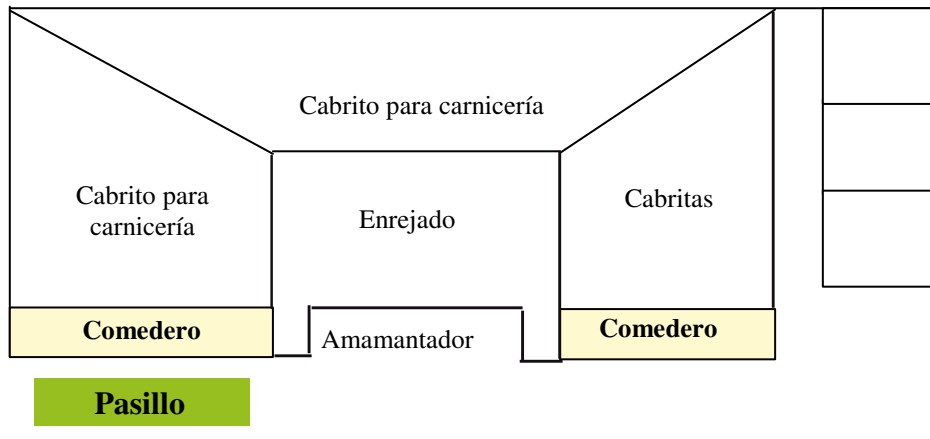 Cabrito para carnicería
Cabrito para
carnicería
Enrejado
Cabritas
Comedero
Amamantador
Comedero
Pasillo